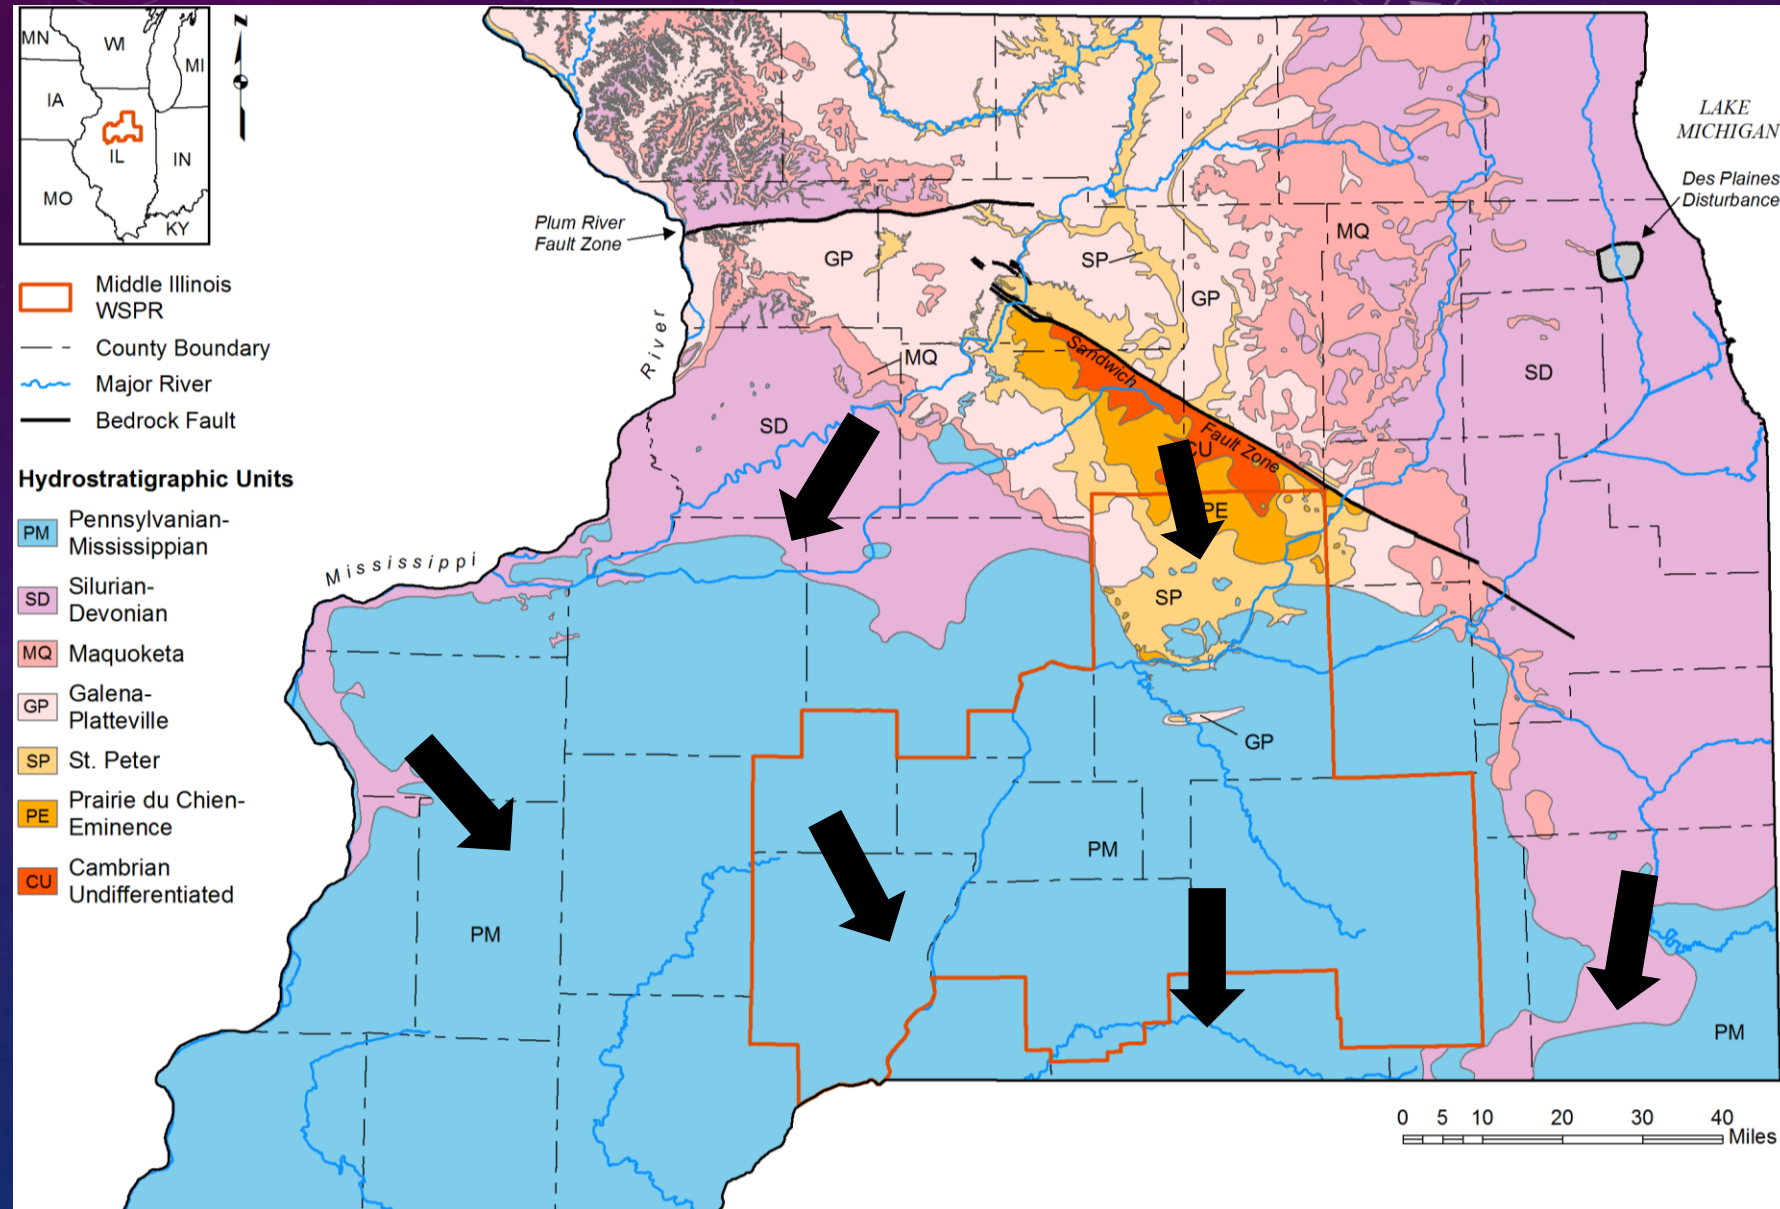 MN
WI
MI
IA
IL
IN
MO
KY
N
Middle Illinois
WSPR
County Boundary
Major River
Bedrock Fault
Hydrostratigraphic Units
PM
Pennsylvanian-
Mississippian
SD
Silurian-
Devonian
MQ
Maquoketa
GP
Galena-
Platteville
SP
St. Peter
PE
Prairie du Chien-
Eminence
CU
Cambrian
Undifferentiated
LAKE
MICHIGAN
Des Plaines
Disturbance
Plum River
Fault Zone
River
Mississippi
GP
SP
MQ
GP
MQ
SD
SD
Sandwich
Fault Zone
CU
PE
SP
GP
PM
PM
PM
0 5 10 20 30 40
Miles